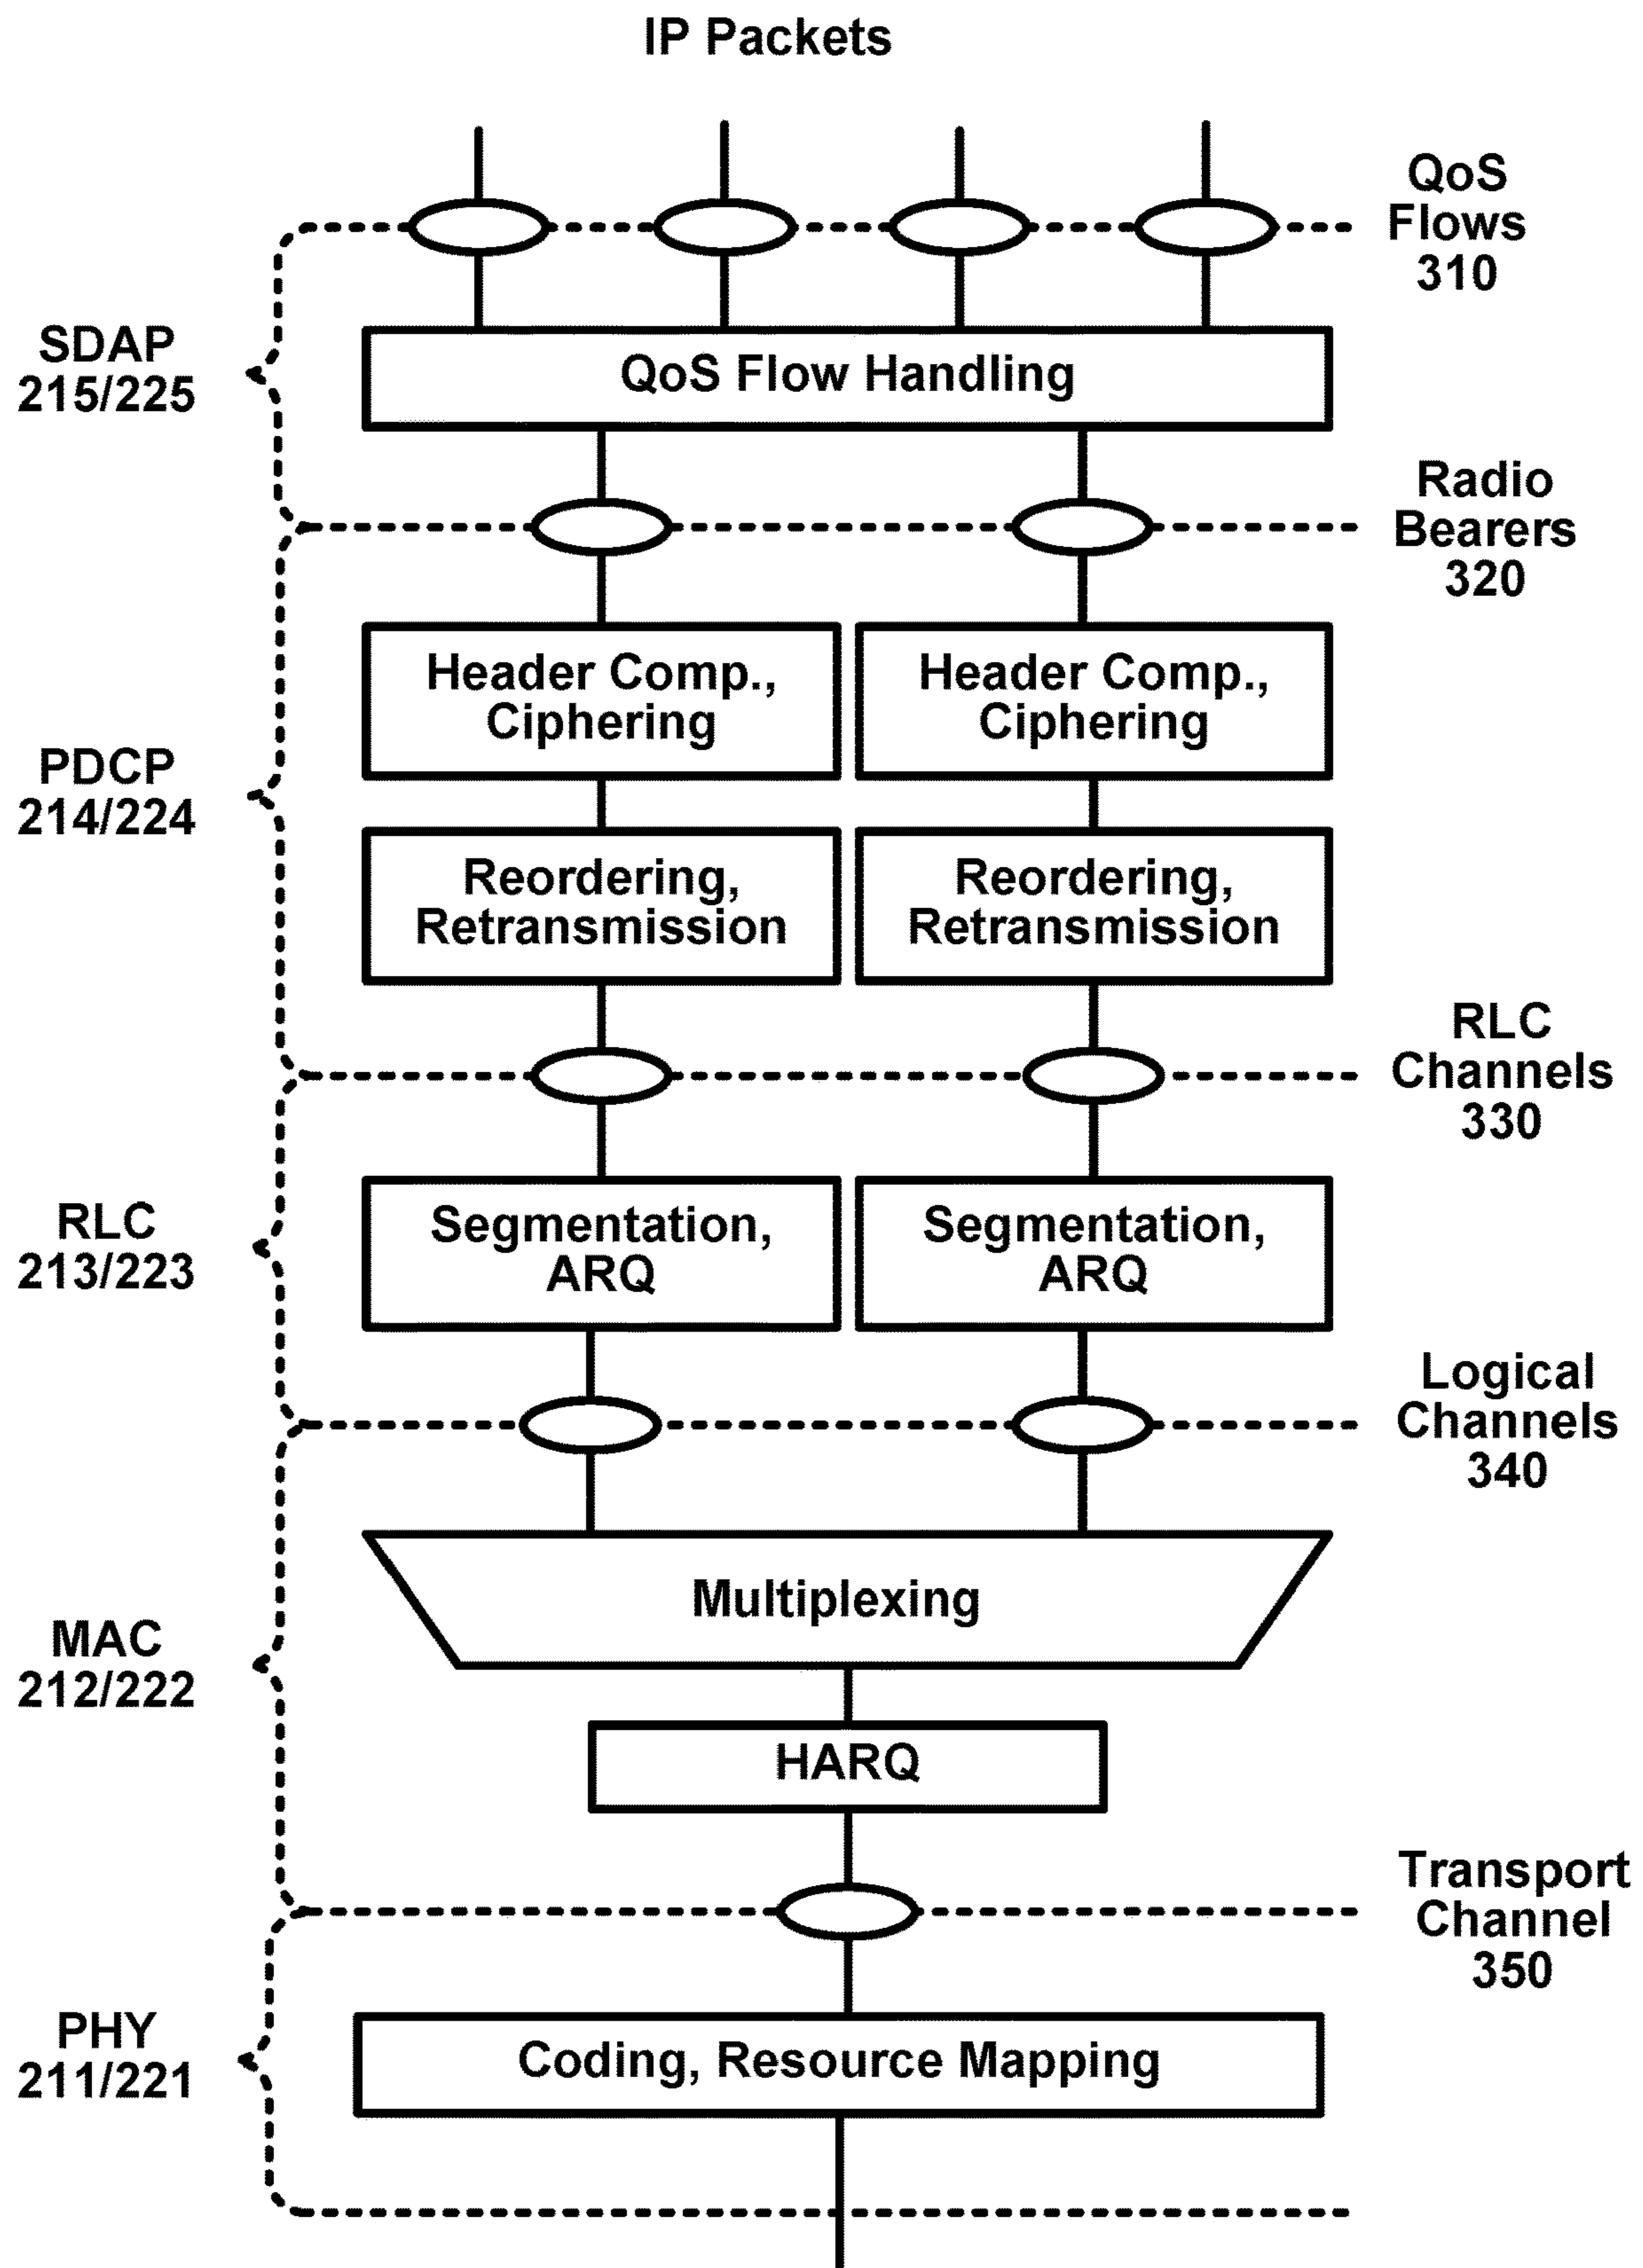 IP Packets
QoS
Flows
310
SDAP
215/225
QoS Flow Handling
Radio
Bearers
320
Header Comp.,
Ciphering
Header Comp.,
Ciphering
PDCP
214/224
Reordering,
Retransmission
Reordering,
Retransmission
RLC
Channels
330
RLC
213/223
Segmentation,
ARQ
Segmentation,
ARQ
Logical
Channels
340
Multiplexing
MAC
212/222
HARQ
Transport
Channel
350
PHY
211/221
Coding, Resource Mapping